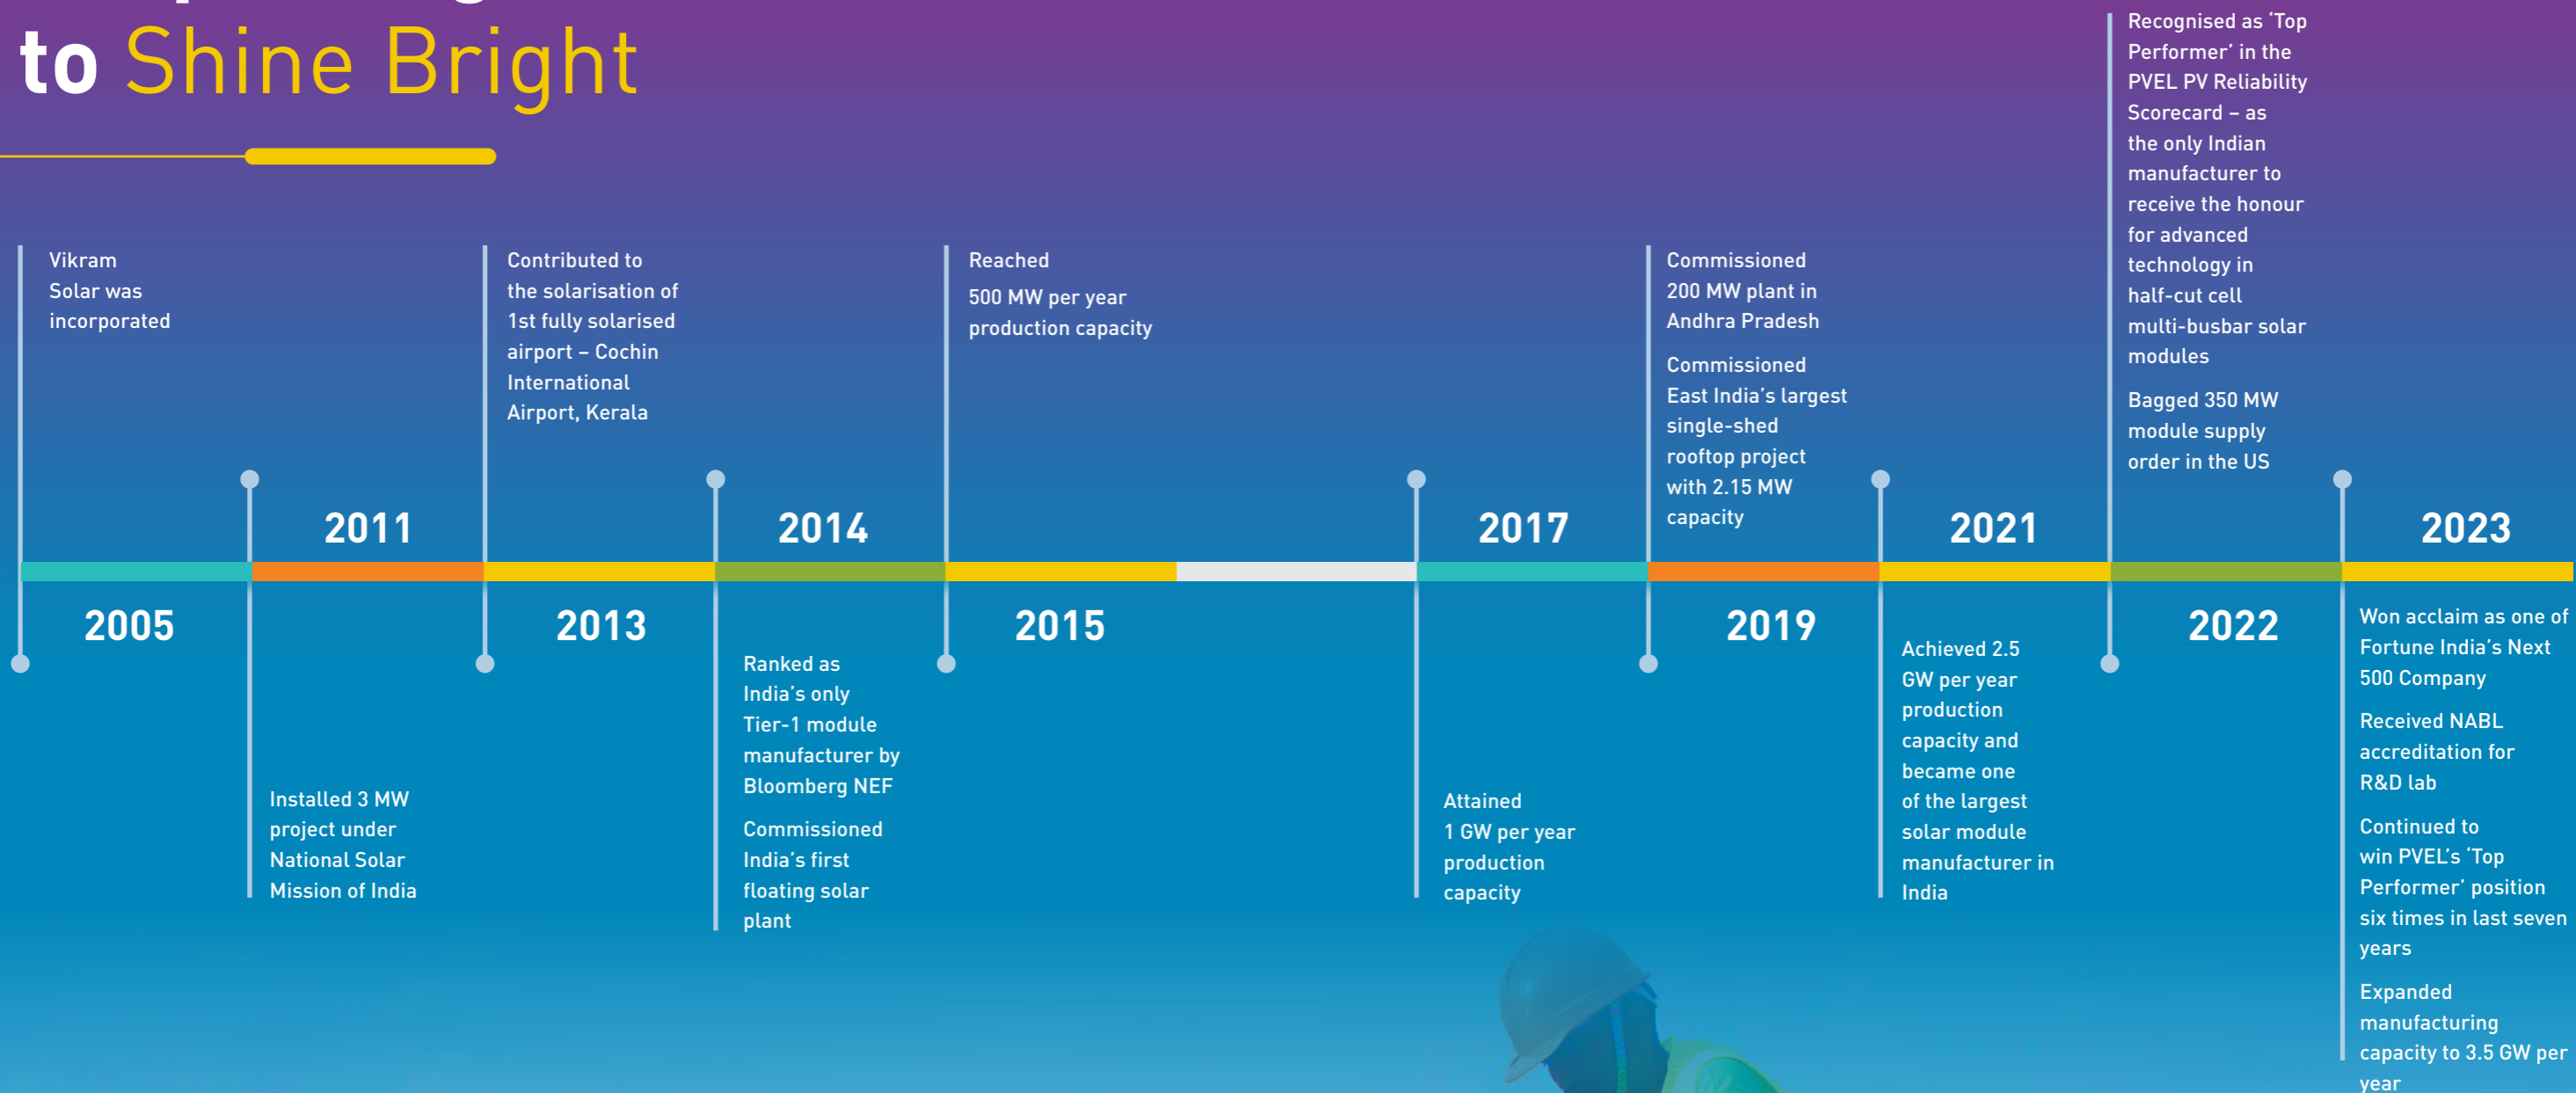 to Shine Bright
Vikram
Solar was
incorporated
2005
2011
Installed 3 MW
project under
National Solar
Mission of India
Contributed to
the solarisation of
1st fully solarised
airport – Cochin
International
Airport, Kerala
2013
2014
Ranked as
India’s only
Tier-1 module
manufacturer by
Bloomberg NEF
Commissioned
India’s first
floating solar
plant
Reached
500 MW per year
production capacity
2015
2017
Attained
1 GW per year
production
capacity
Commissioned
200 MW plant in
Andhra Pradesh
Commissioned
East India’s largest
single-shed
rooftop project
with 2.15 MW
capacity
2019
2021
Achieved 2.5
GW per year
production
capacity and
became one
of the largest
solar module
manufacturer in
India
Recognised as ‘Top
Performer’ in the
PVEL PV Reliability
Scorecard – as
the only Indian
manufacturer to
receive the honour
for advanced
technology in
half-cut cell
multi-busbar solar
modules
Bagged 350 MW
module supply
order in the US
2022
2023
Won acclaim as one of
Fortune India’s Next
500 Company
Received NABL
accreditation for
R&D lab
Continued to
win PVEL’s ‘Top
Performer’ position
six times in last seven
years
Expanded
manufacturing
capacity to 3.5 GW per
year